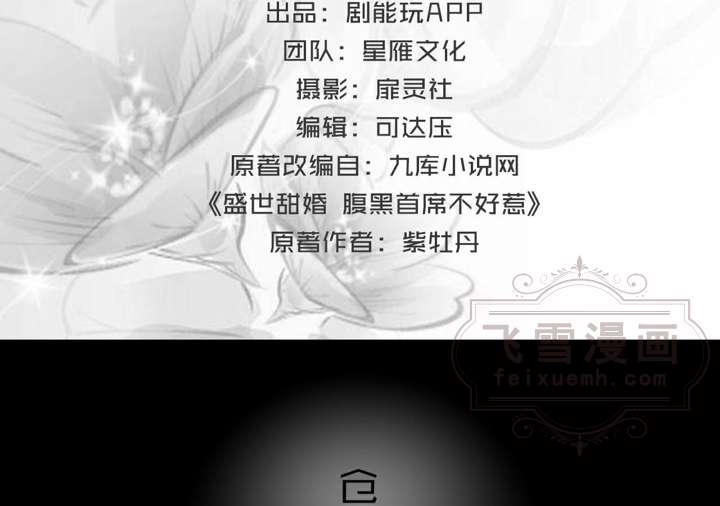 出品：剧能玩APP
团队：星雁文化
摄影：扉灵社
编辑：可达压
原著改编自：九库小说网
《盛世甜婚 腹黑首席不好惹》
原著作者：紫牡丹
飞雪漫画
feixuemh.com